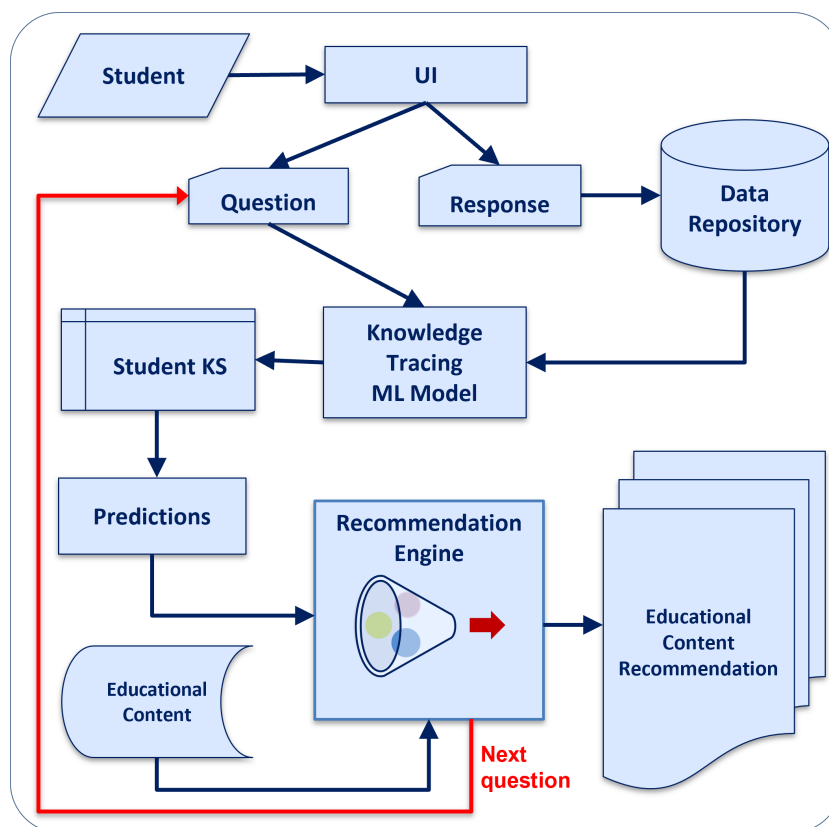 Student
UI
Question
Response
Data
Repository
Knowledge
Tracing
ML Model
Student KS
Predictions
Recommendation
Engine
Educational
Content
Recommendation
Educational
Content
Next
question